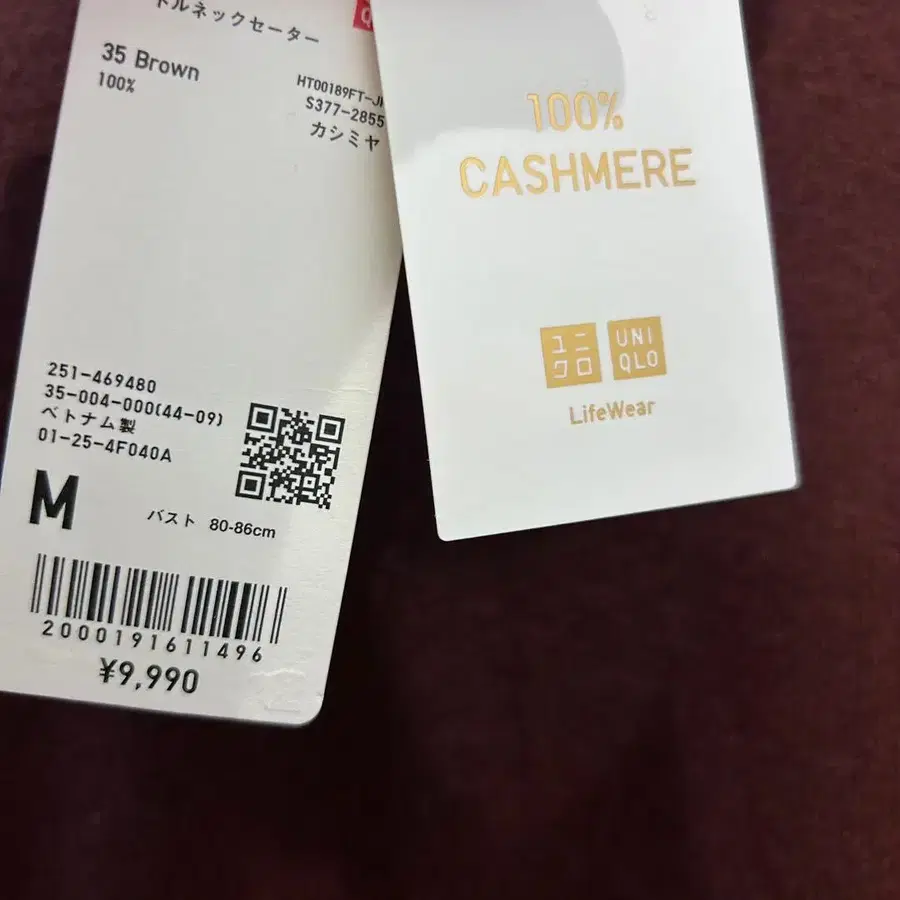 トルネックセーター
35 Brown
100%
HT00189FT-J
S377-2855
カシミヤ
251-469480
35-004-000(44-09)
ベトナム製
01-25-4F040A
M
バスト 80-86cm
2000191611496
¥9,990
100%
CASHMERE
ユニ
クロ
UNI
QLO
LifeWear